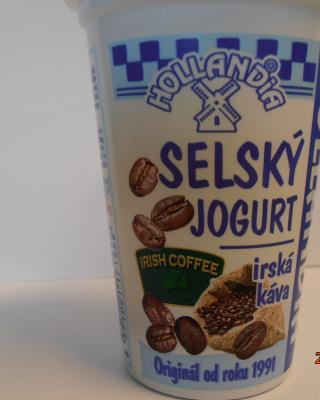 HOLLANDIA
SELSKÝ
JOGURT
IRISH COFFEE
irská
káva
Originál od roku 1991